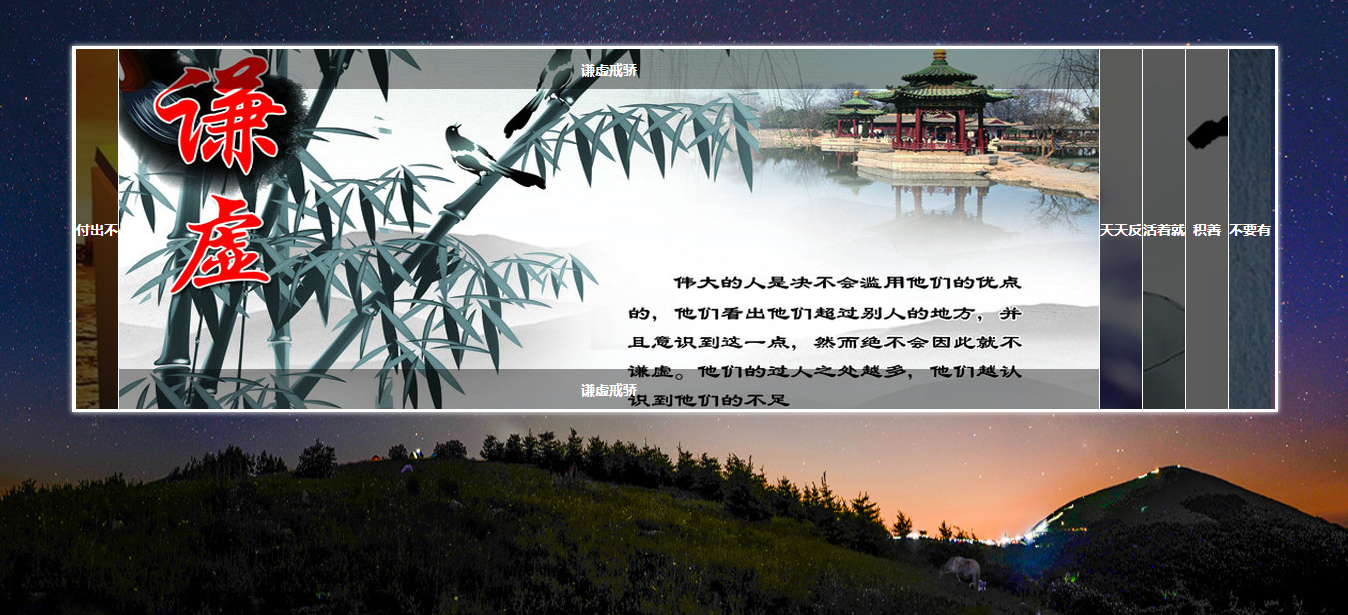 谦虚
谦虚戒骄
付出不
伟大的人是决不会滥用他们的优点
的，他们看出他们超过别人的地方，并
且意识到这一点，然而绝不会因此就不
谦虚。他们的过人之处越多，他们越认
识到他们的不足
谦虚戒骄
天天反
活着就
积善
不要有